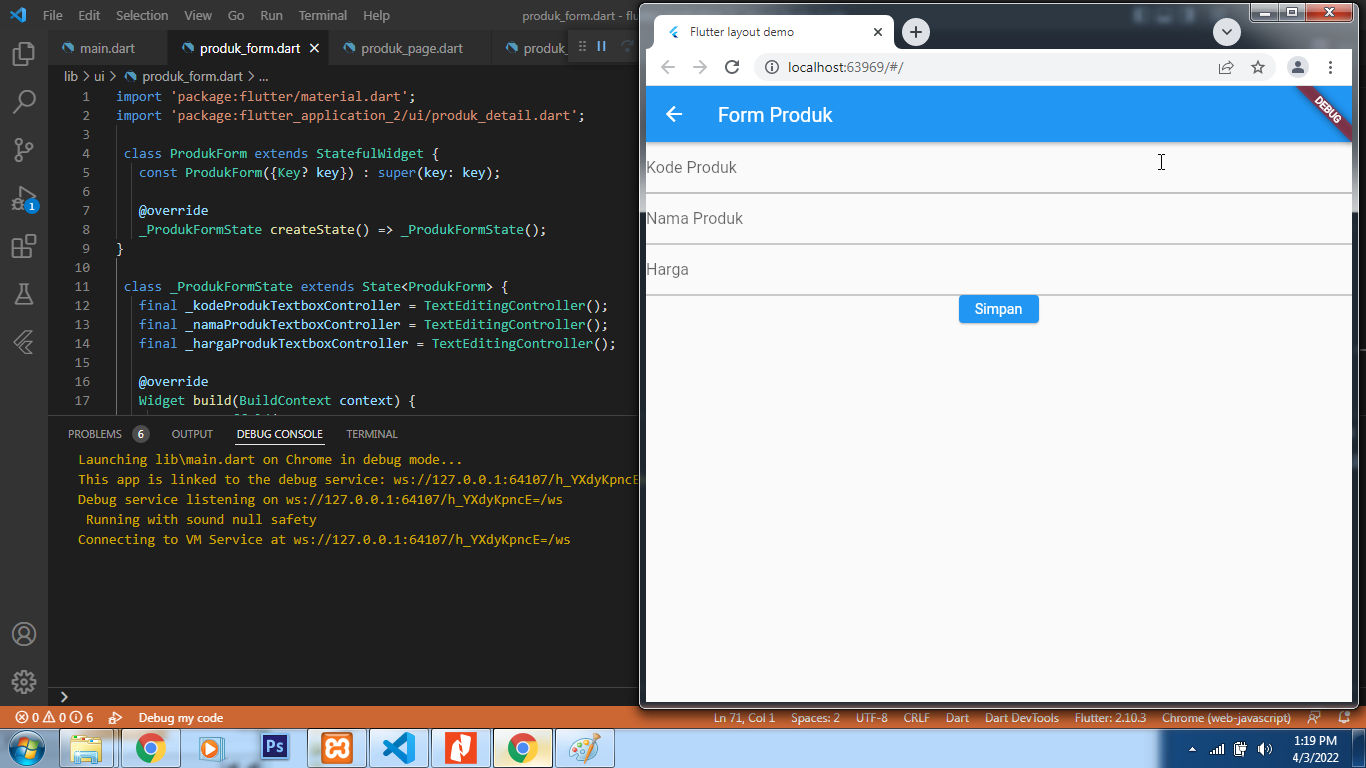 File Edit Selection View Go Run Terminal Help produk_form.dart - flu
main.dart produk_form.dart produk_page.dart produk_
lib > ui > produk_form.dart > ...
1 import 'package:flutter/material.dart';
2 import 'package:flutter_application_2/ui/produk_detail.dart';
3
4 class ProdukForm extends StatefulWidget {
5 const ProdukForm({Key? key}) : super(key: key);
6
7 @override
8 _ProdukFormState createState() => _ProdukFormState();
9 }
10
11 class _ProdukFormState extends State<ProdukForm> {
12 final _kodeProdukTextboxController = TextEditingController();
13 final _namaProdukTextboxController = TextEditingController();
14 final _hargaProdukTextboxController = TextEditingController();
15
16 @override
17 Widget build(BuildContext context) {
1
PROBLEMS 6 OUTPUT DEBUG CONSOLE TERMINAL
Launching lib\main.dart on Chrome in debug mode...
This app is linked to the debug service: ws://127.0.0.1:64107/h_YXdyKpncE
Debug service listening on ws://127.0.0.1:64107/h_YXdyKpncE=/ws
Running with sound null safety
Connecting to VM Service at ws://127.0.0.1:64107/h_YXdyKpncE=/ws
Flutter layout demo
localhost:63969/#/
Form Produk
DEBUG
Kode Produk
Nama Produk
Harga
Simpan
0 0 6 Debug my code Ln 71, Col 1 Spaces: 2 UTF-8 CRLF Dart Dart DevTools Flutter: 2.10.3 Chrome (web-javascript)
Ps
1:19 PM
4/3/2022